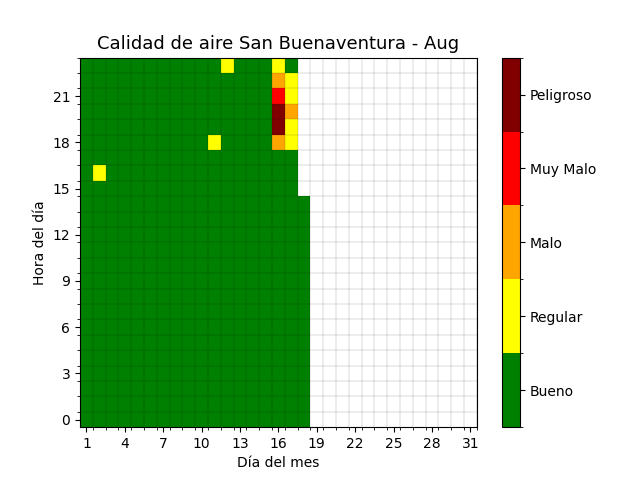 Calidad de aire San Buenaventura - Aug
Hora del día
21
18
15
12
9
6
3
0
1 4 7 10 13 16 19 22 25 28 31
Día del mes
Peligroso
Muy Malo
Malo
Regular
Bueno